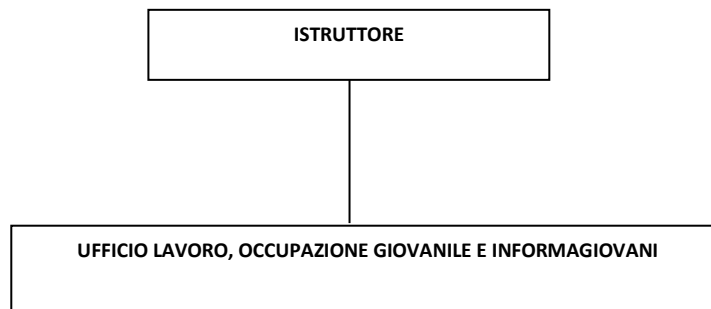 ISTRUTTORE
UFFICIO LAVORO, OCCUPAZIONE GIOVANILE E INFORMAGIOVANI